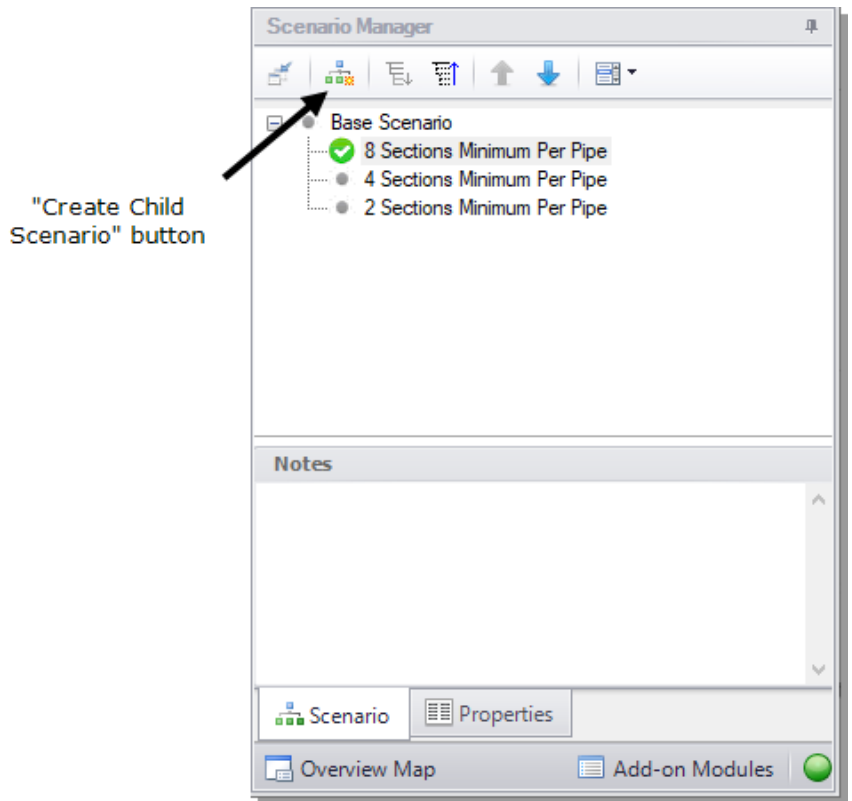 Scenario Manager
Base Scenario
8 Sections Minimum Per Pipe
4 Sections Minimum Per Pipe
2 Sections Minimum Per Pipe
"Create Child
Scenario" button
Notes
Scenario
Properties
Overview Map
Add-on Modules